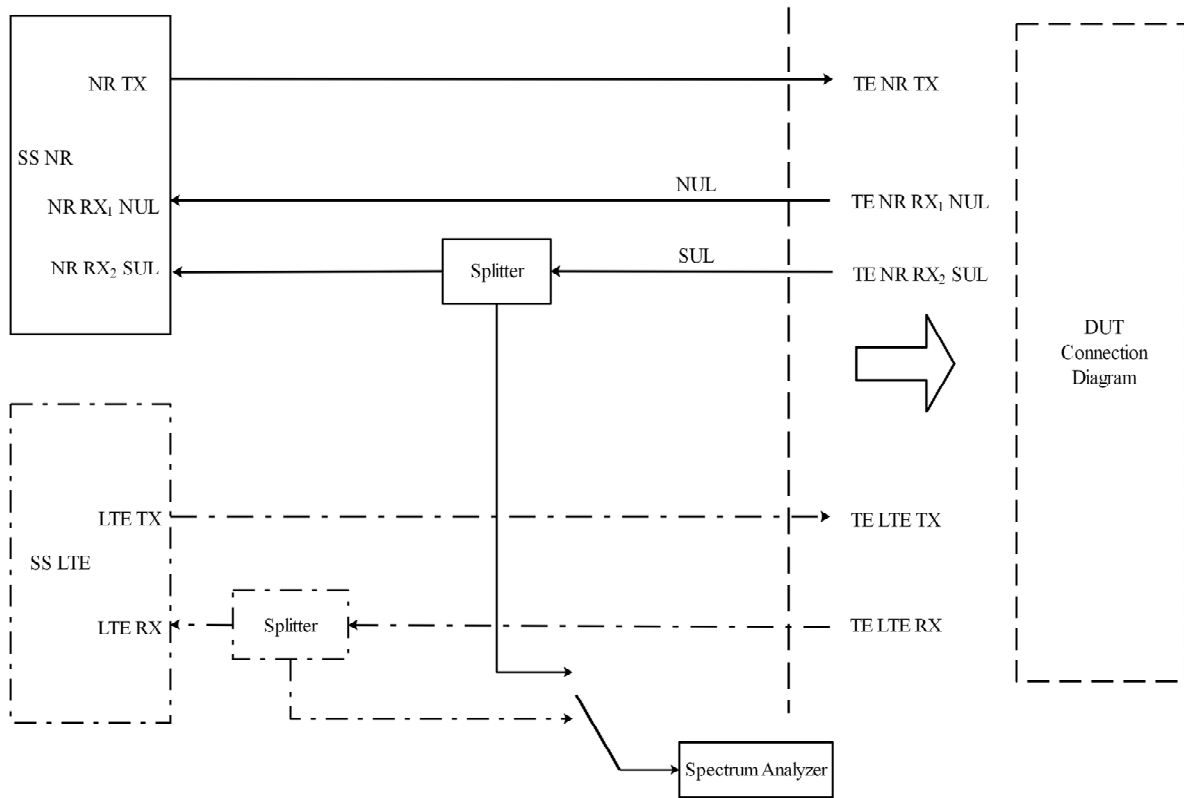 NR TX
TE NR TX
SS NR
NUL
NR RX₁ NUL
TE NR RX₁ NUL
SUL
NR RX₂ SUL
Splitter
TE NR RX₂ SUL
DUT
Connection
Diagram
LTE TX
TE LTE TX
SS LTE
LTE RX
Splitter
TE LTE RX
Spectrum Analyzer